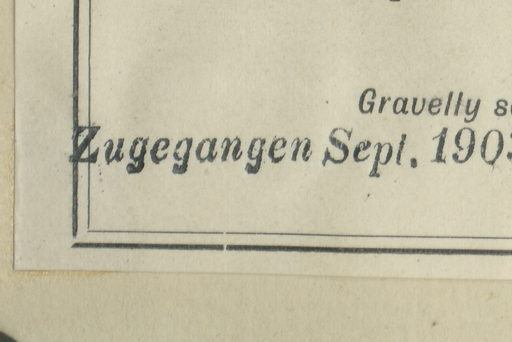 Gravelly
Zugegangen Sept. 190